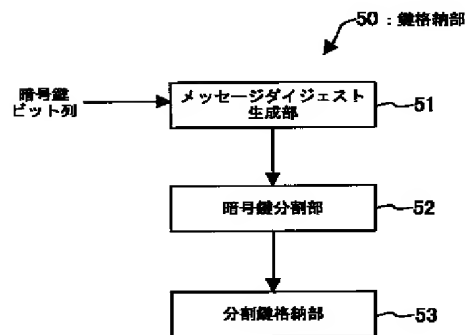 50:鍵格納部
暗号鍵
ビット列
メッセージダイジェスト
生成部
51
暗号鍵分割部
52
分割鍵格納部
53